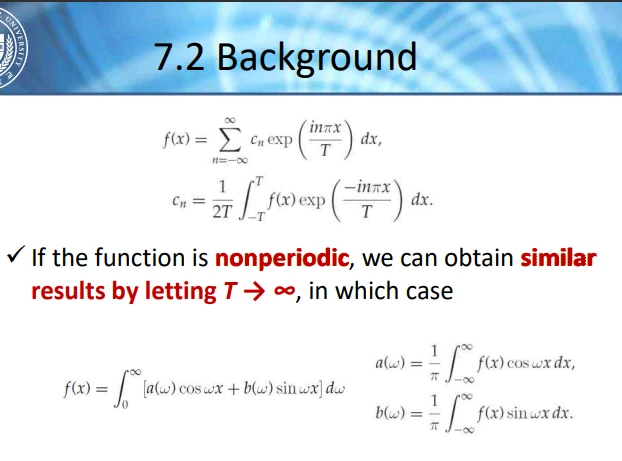 UNIVERSITY
7.2 Background
f(x) = ∑_{n=-∞}^{∞} c_n exp (inπx / T) dx,
c_n = 1/2T ∫_{-T}^{T} f(x) exp (-inπx / T) dx.
✓ If the function is nonperiodic, we can obtain similar
results by letting T → ∞, in which case
a(ω) = 1/π ∫_{-∞}^{∞} f(x) cos ωx dx,
f(x) = ∫_{0}^{∞} [a(ω) cos ωx + b(ω) sin ωx] dω
b(ω) = 1/π ∫_{-∞}^{∞} f(x) sin ωx dx.